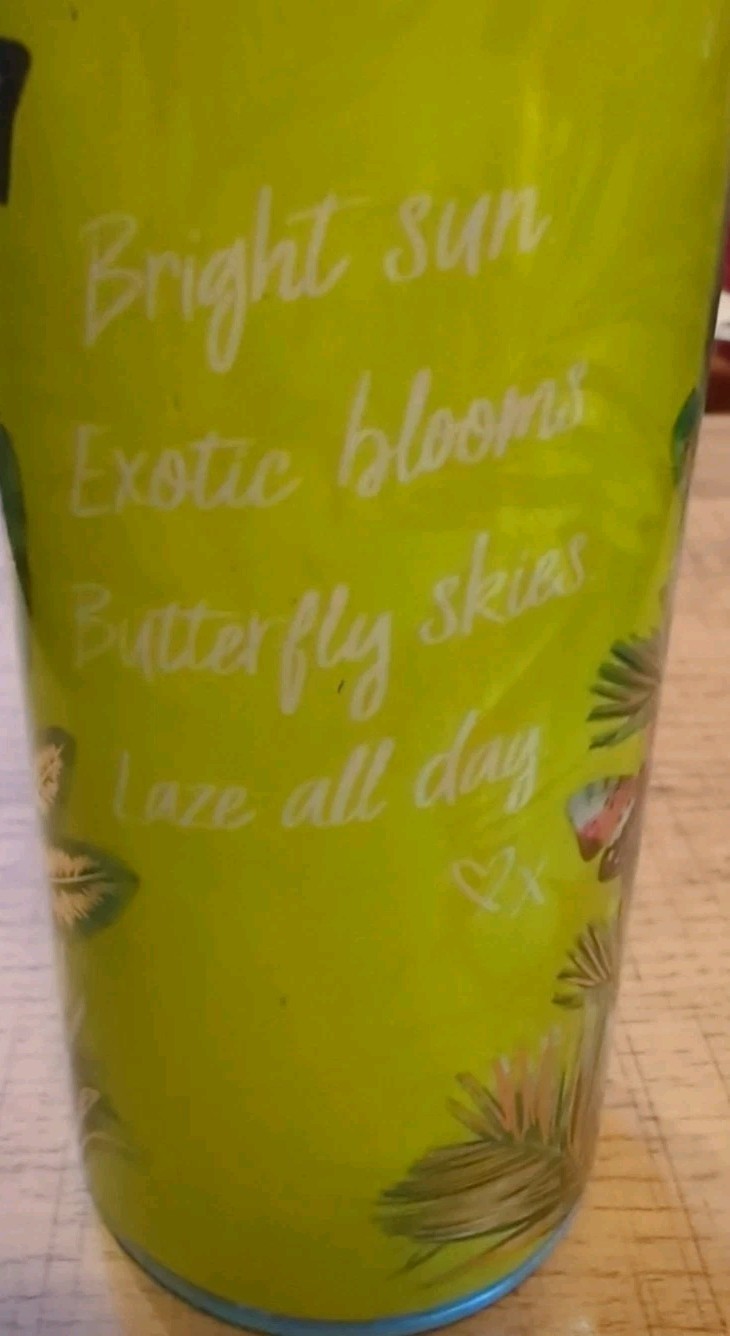 Bright sun
Exotic blooms
Butterfly skies
Laze all day
♡x